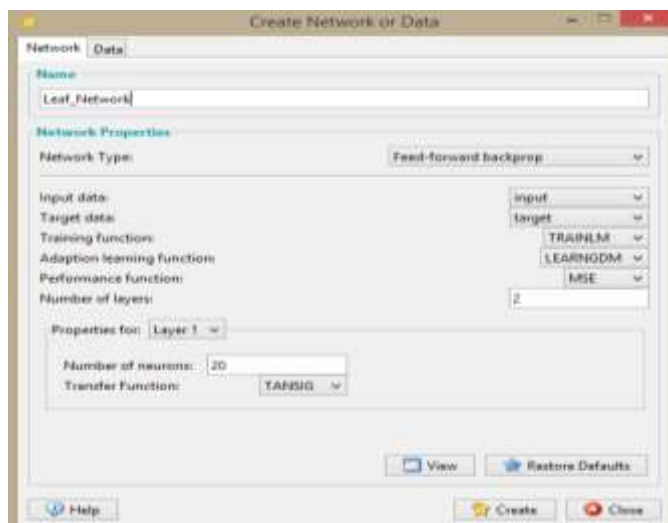 Create Network or Data
Network Data
Name
Leaf_Network
Network Properties
Network Type: Feed-forward backprop
Input data: input
Target data: target
Training function: TRAINLM
Adaption learning function: LEARNGDM
Performance function: MSE
Number of layers: 2
Properties for: Layer 1
Number of neurons: 20
Transfer Function: TANSIG
View Restore Defaults
Help Create Close